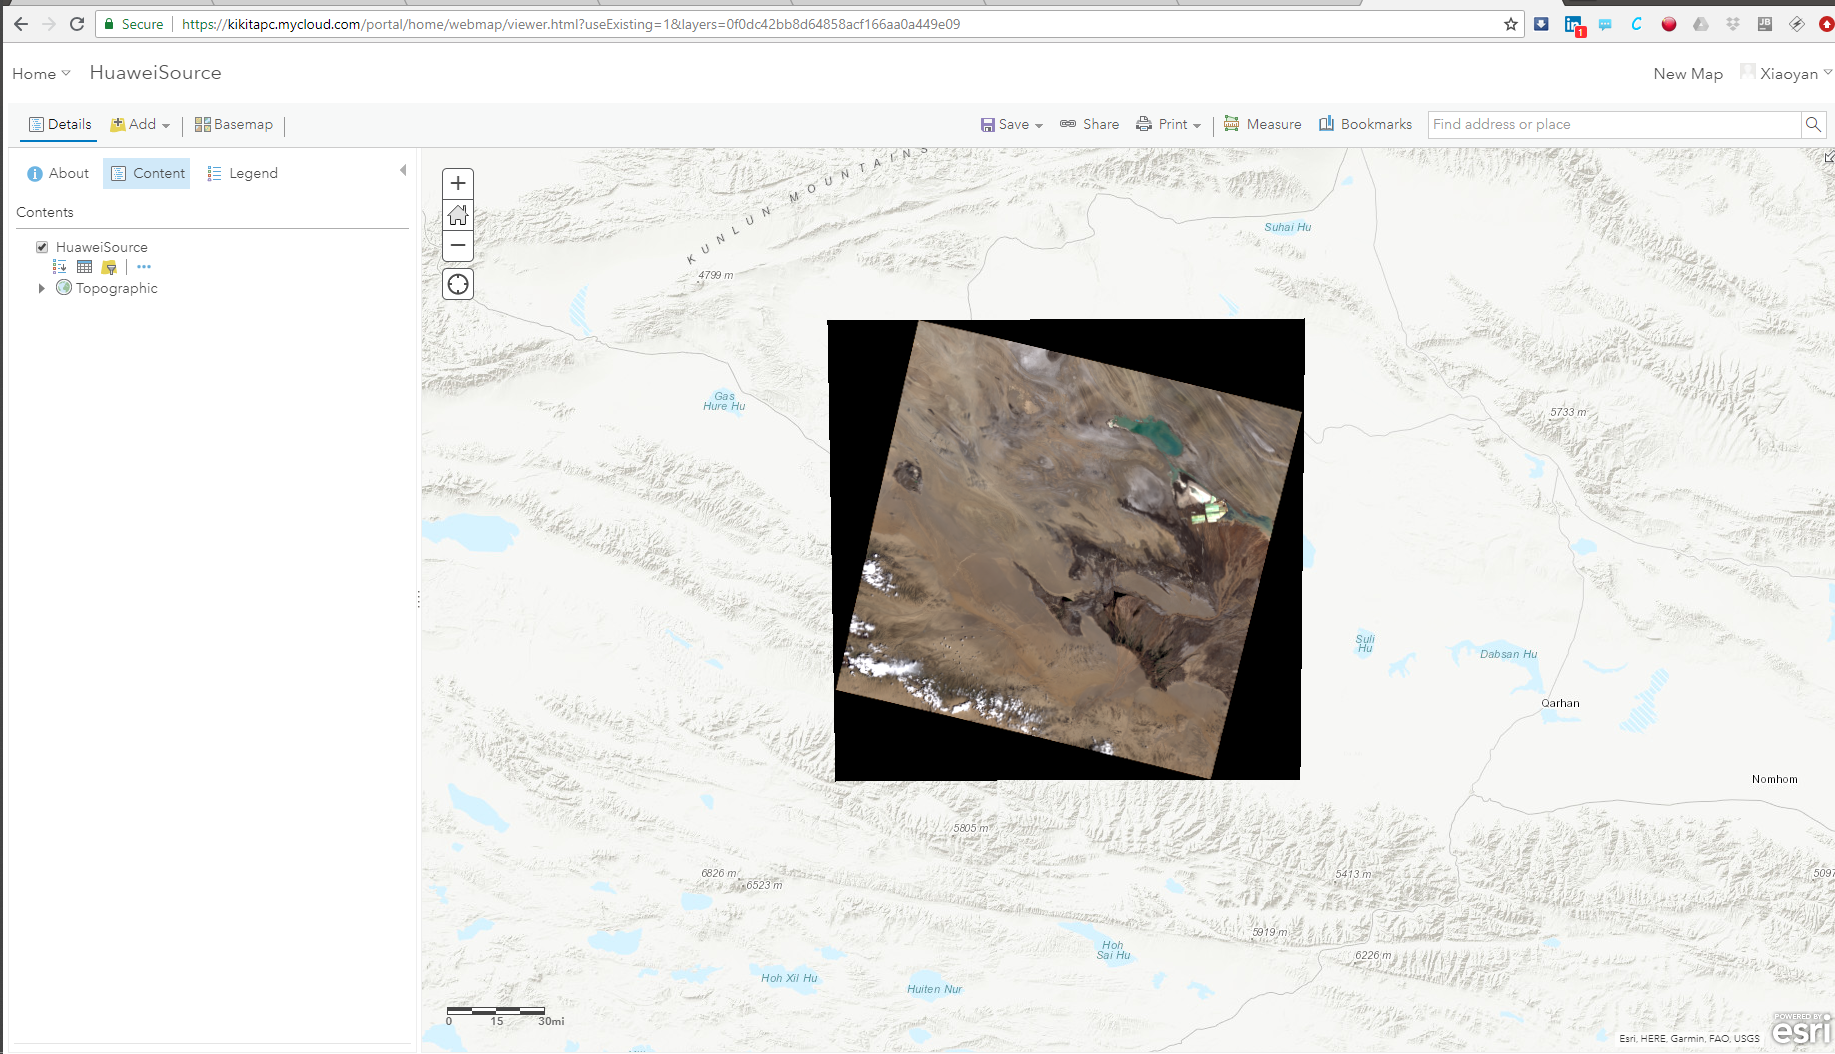 Secure https://kikitapc.mycloud.com/portal/home/webmap/viewer.html?useExisting=1&layers=0f0dc42bb8d64858acf166aa0a449e09
1
JB
Home HuaweiSource New Map Xiaoyan
Details Add Basemap Save Share Print Measure Bookmarks Find address or place
About Content Legend
Contents
HuaweiSource
Topographic
KUNLUN MOUNTAINS
4799 m
Suhai Hu
Gas
Hure Hu
5733 m
Suli
Hu
Dabsan Hu
Qarhan
Nomhom
5805 m
6826 m
6523 m
5413 m
5097
5919 m
6226 m
Hoh
Sai Hu
Hoh Xil Hu
Huiten Nur
0 15 30mi
Esri, HERE, Garmin, FAO, USGS
POWERED BY
esri